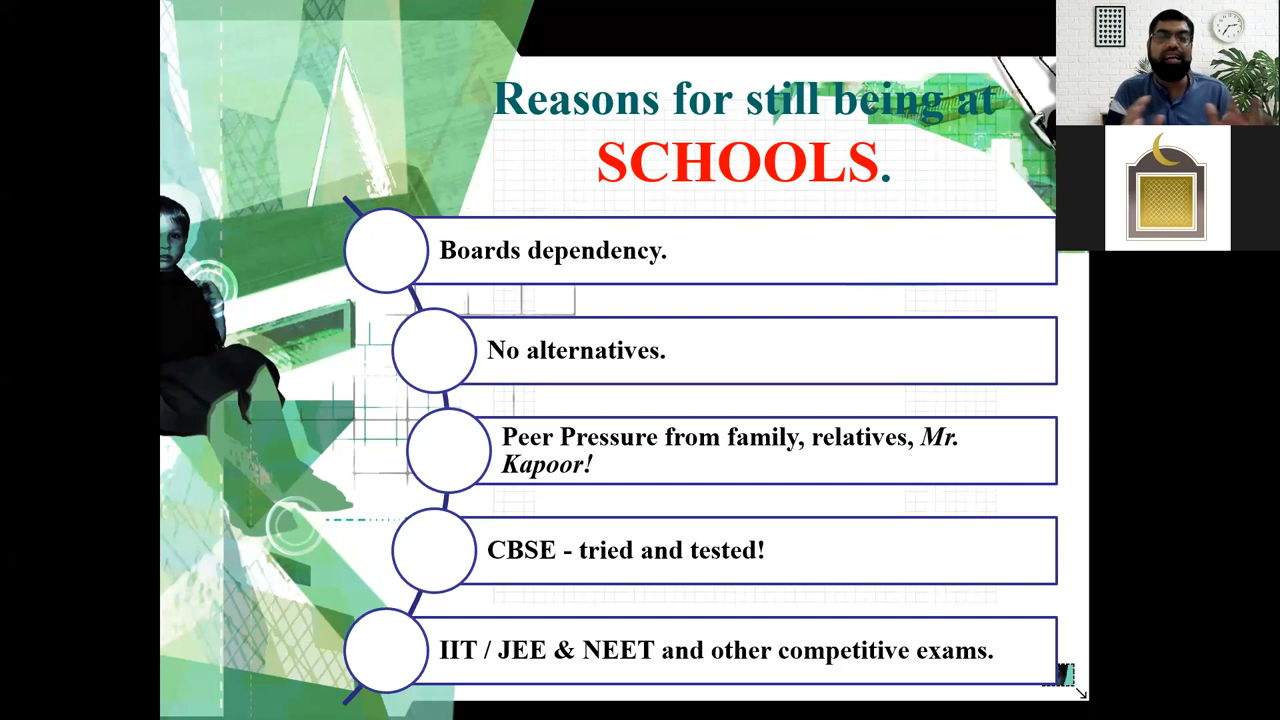 Reasons for still being at
SCHOOLS.
Boards dependency.
No alternatives.
Peer Pressure from family, relatives, Mr.
Kapoor!
CBSE - tried and tested!
IIT / JEE & NEET and other competitive exams.